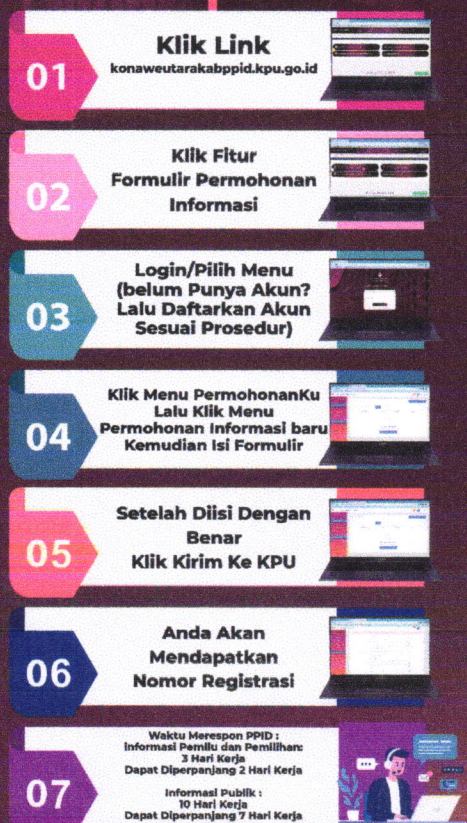 01
Klik Link
konaweutarakabppid.kpu.go.id
02
Klik Fitur
Formulir Permohonan
Informasi
03
Login/Pilih Menu
(belum Punya Akun?
Lalu Daftarkan Akun
Sesuai Prosedur)
04
Klik Menu PermohonanKu
Lalu Klik Menu
Permohonan Informasi baru
Kemudian Isi Formulir
05
Setelah Diisi Dengan
Benar
Klik Kirim Ke KPU
06
Anda Akan
Mendapatkan
Nomor Registrasi
07
Waktu Merespon PPID :
Informasi Pemilu dan Pemilihan:
3 Hari Kerja
Dapat Diperpanjang 2 Hari Kerja
Informasi Publik :
10 Hari Kerja
Dapat Diperpanjang 7 Hari Kerja